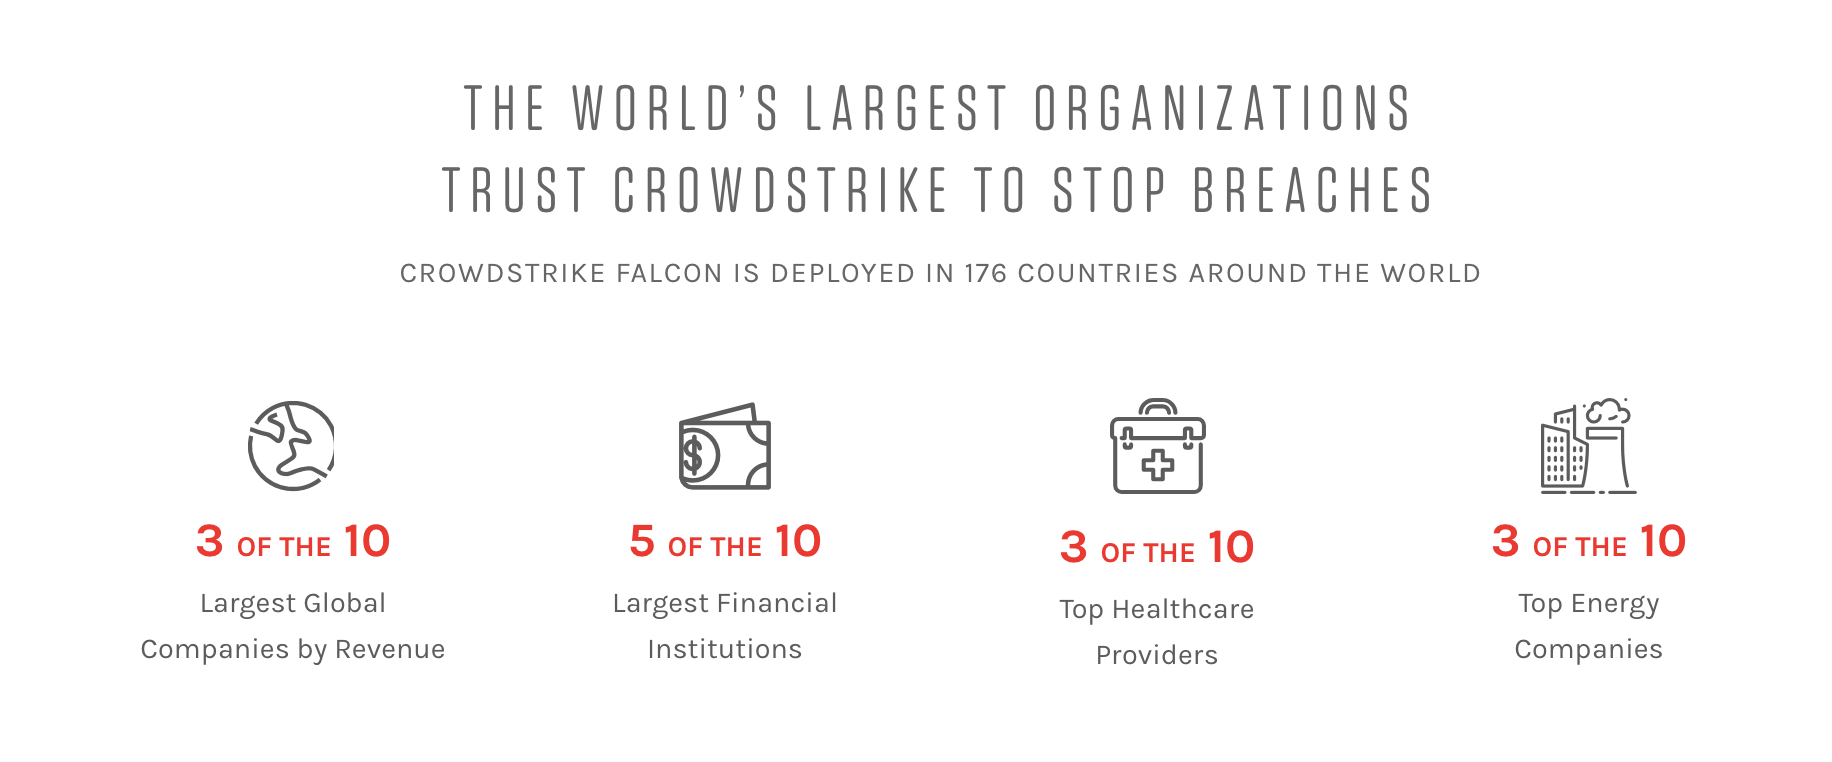 THE WORLD’S LARGEST ORGANIZATIONS
TRUST CROWDSTRIKE TO STOP BREACHES
CROWDSTRIKE FALCON IS DEPLOYED IN 176 COUNTRIES AROUND THE WORLD
$
3 OF THE 10
Largest Global
Companies by Revenue
5 OF THE 10
Largest Financial
Institutions
3 OF THE 10
Top Healthcare
Providers
3 OF THE 10
Top Energy
Companies